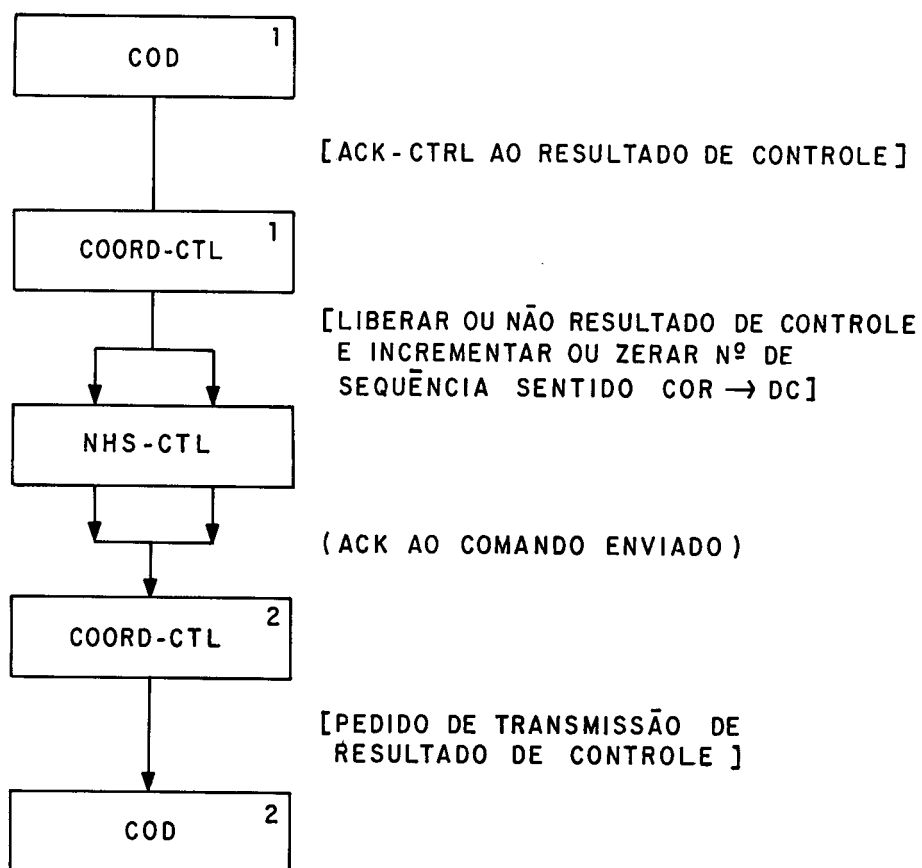 COD 1
[ACK-CTRL AO RESULTADO DE CONTROLE]
COORD-CTL 1
[LIBERAR OU NÃO RESULTADO DE CONTROLE
E INCREMENTAR OU ZERAR Nº DE
SEQUÊNCIA SENTIDO COR → DC]
NHS-CTL
(ACK AO COMANDO ENVIADO)
COORD-CTL 2
[PEDIDO DE TRANSMISSÃO DE
RESULTADO DE CONTROLE]
COD 2